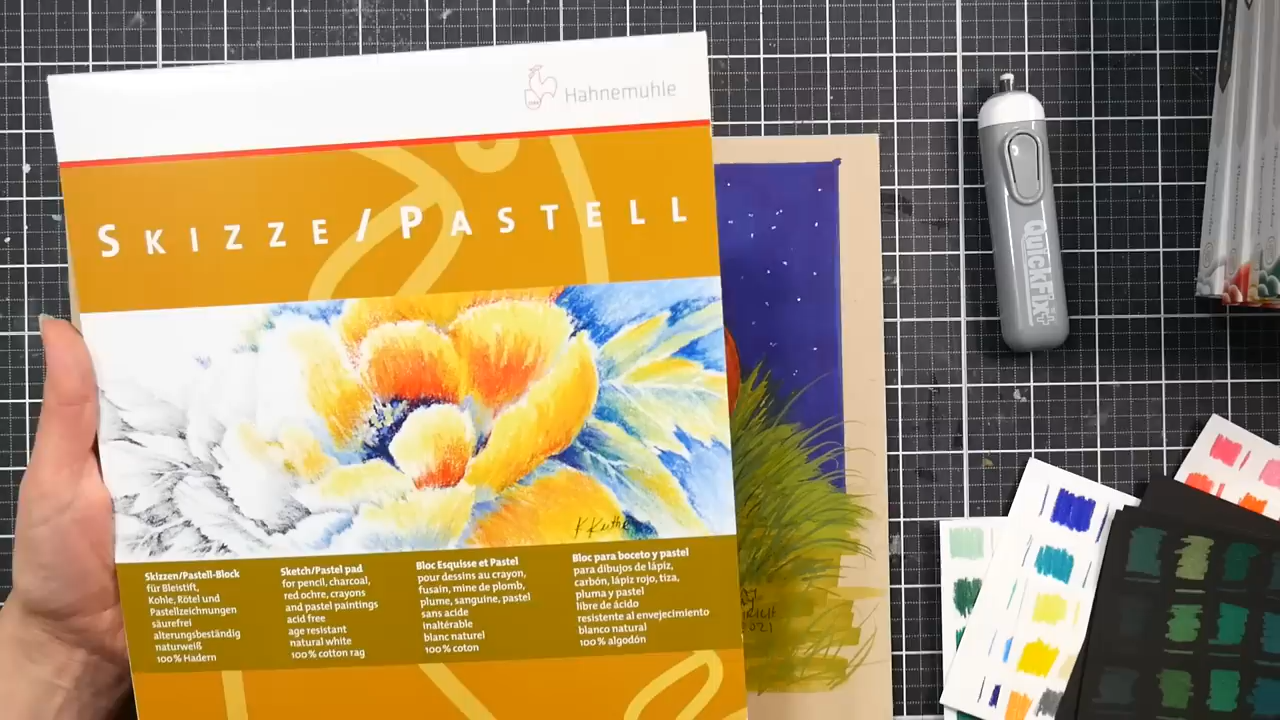 Hahnemühle
SKIZZE/PASTELL
K Keithe
Skizzen/Pastell-Block
für Bleistift,
Kohle, Rötel und
Pastellzeichnungen
säurefrei
alterungsbeständig
naturweiß
100% Hadern
Sketch/Pastel pad
for pencil, charcoal,
red ochre, crayons
and pastel paintings
acid free
age resistant
natural white
100% cotton rag
Bloc Esquisse et Pastel
pour dessins au crayon,
fusain, mine de plomb,
plume, sanguine, pastel
sans acide
inaltérable
blanc naturel
100% coton
Bloc para boceto y pastel
para dibujos de lápiz,
carbón, lápiz rojo, tiza,
pluma y pastel
libre de ácido
resistente al envejecimiento
blanco natural
100% algodón
QuickFix+